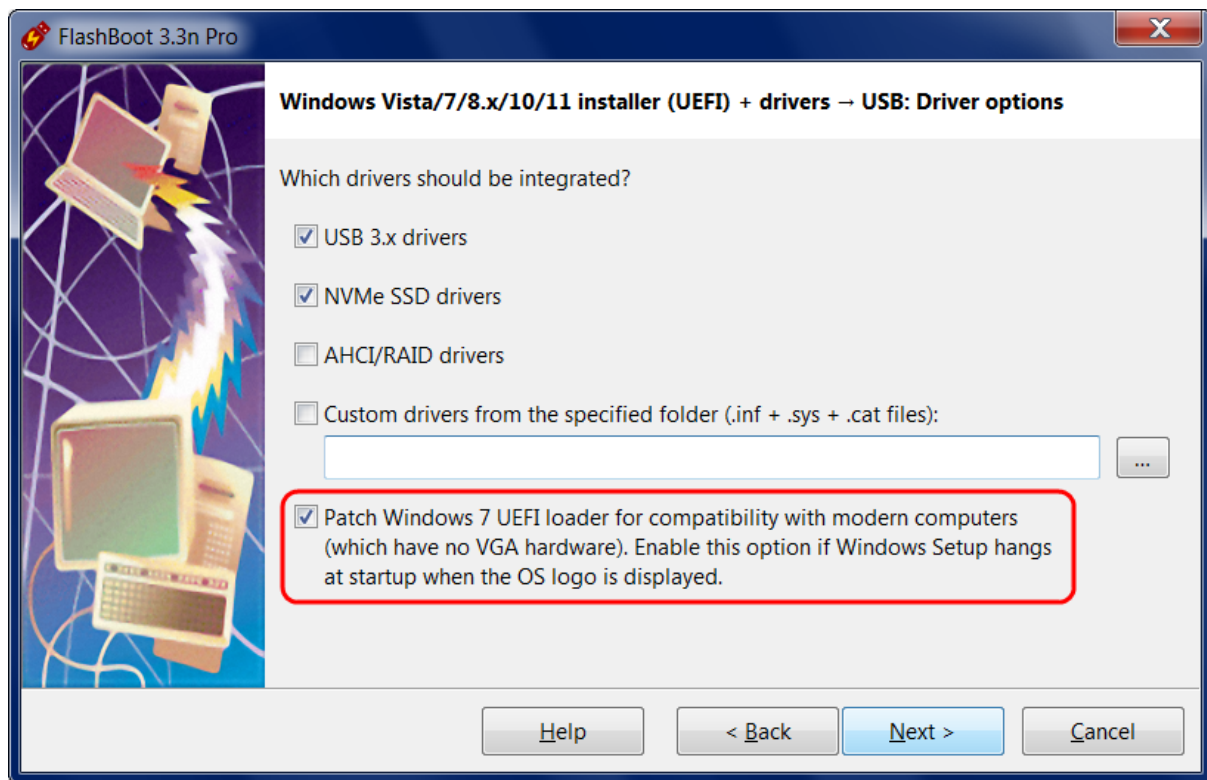 FlashBoot 3.3n Pro
X
Windows Vista/7/8.x/10/11 installer (UEFI) + drivers → USB: Driver options
Which drivers should be integrated?
USB 3.x drivers
NVMe SSD drivers
AHCI/RAID drivers
Custom drivers from the specified folder (.inf + .sys + .cat files):
...
Patch Windows 7 UEFI loader for compatibility with modern computers
(which have no VGA hardware). Enable this option if Windows Setup hangs
at startup when the OS logo is displayed.
Help < Back Next > Cancel